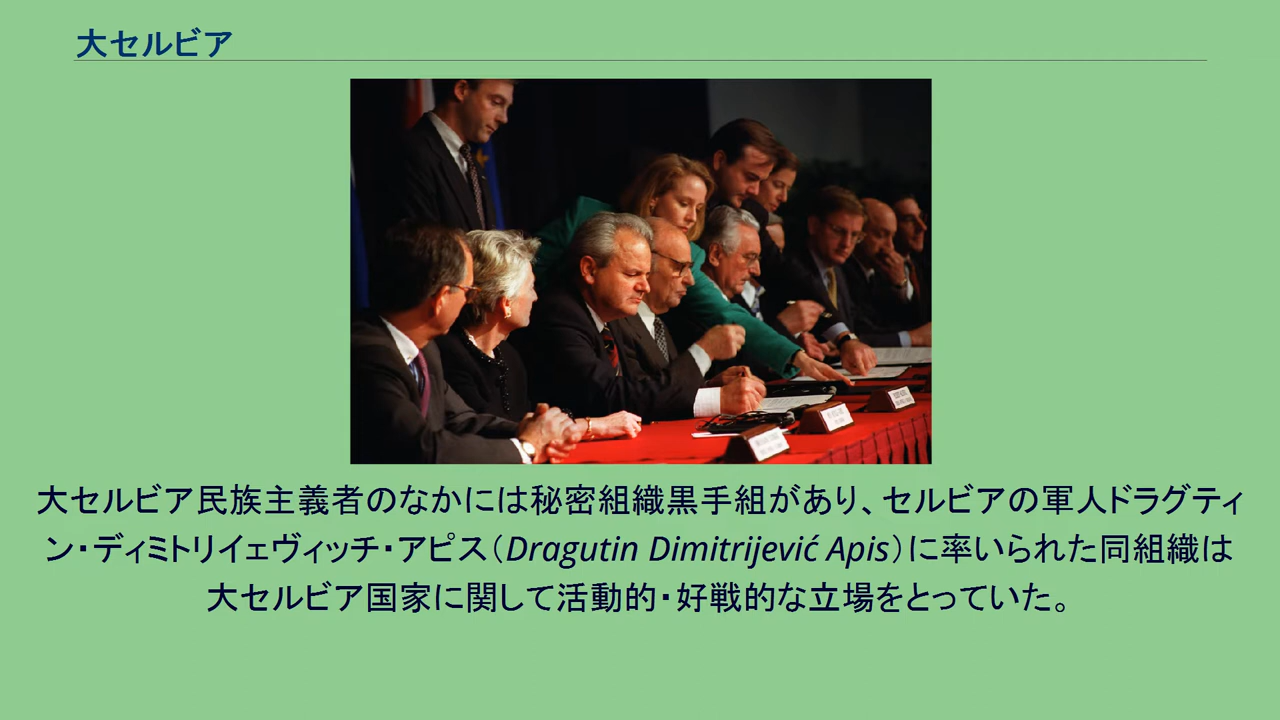 大セルビア
大セルビア民族主義者のなかには秘密組織黒手組があり、セルビアの軍人ドラグティ
ン・ディミトリイェヴィッチ・アピス（Dragutin Dimitrijević Apis）に率いられた同組織は
大セルビア国家に関して活動的・好戦的な立場をとっていた。